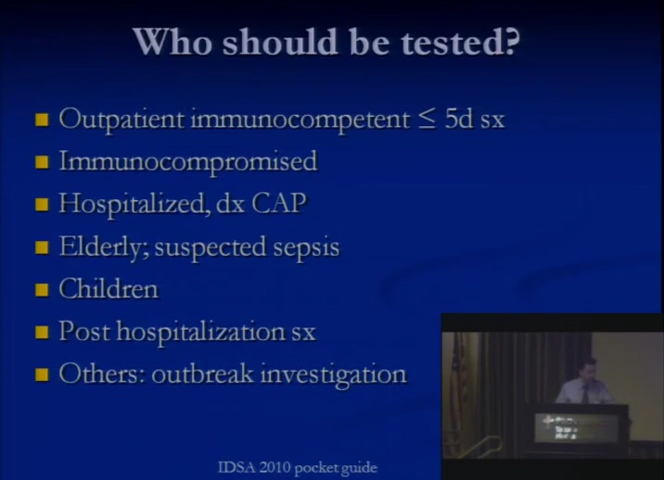 Who should be tested?
Outpatient immunocompetent ≤ 5d sx
Immunocompromised
Hospitalized, dx CAP
Elderly; suspected sepsis
Children
Post hospitalization sx
Others: outbreak investigation
IDSA 2010 pocket guide